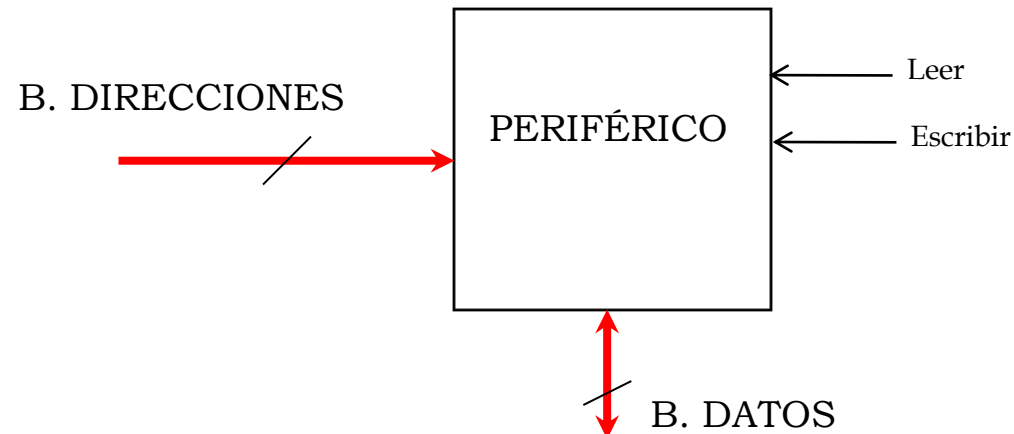 Leer
B. DIRECCIONES
PERIFÉRICO
Escribir
B. DATOS